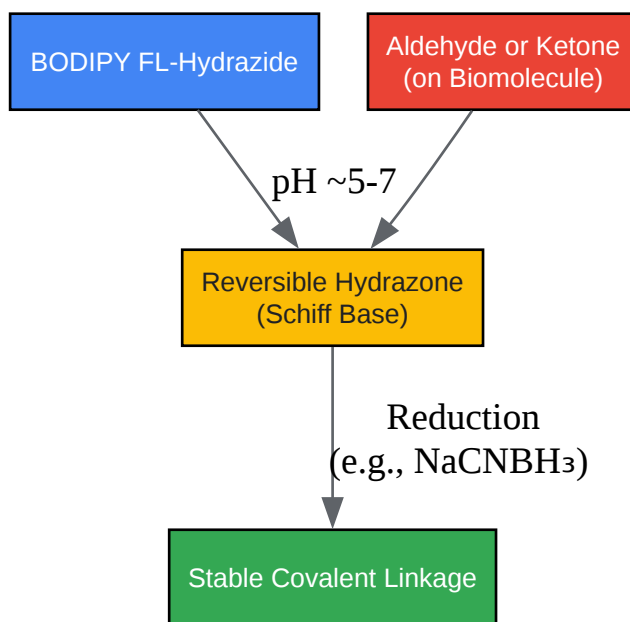 BODIPY FL-Hydrazide
Aldehyde or Ketone
(on Biomolecule)
pH ~5-7
Reversible Hydrazone
(Schiff Base)
Reduction
(e.g., NaCNBH₃)
Stable Covalent Linkage